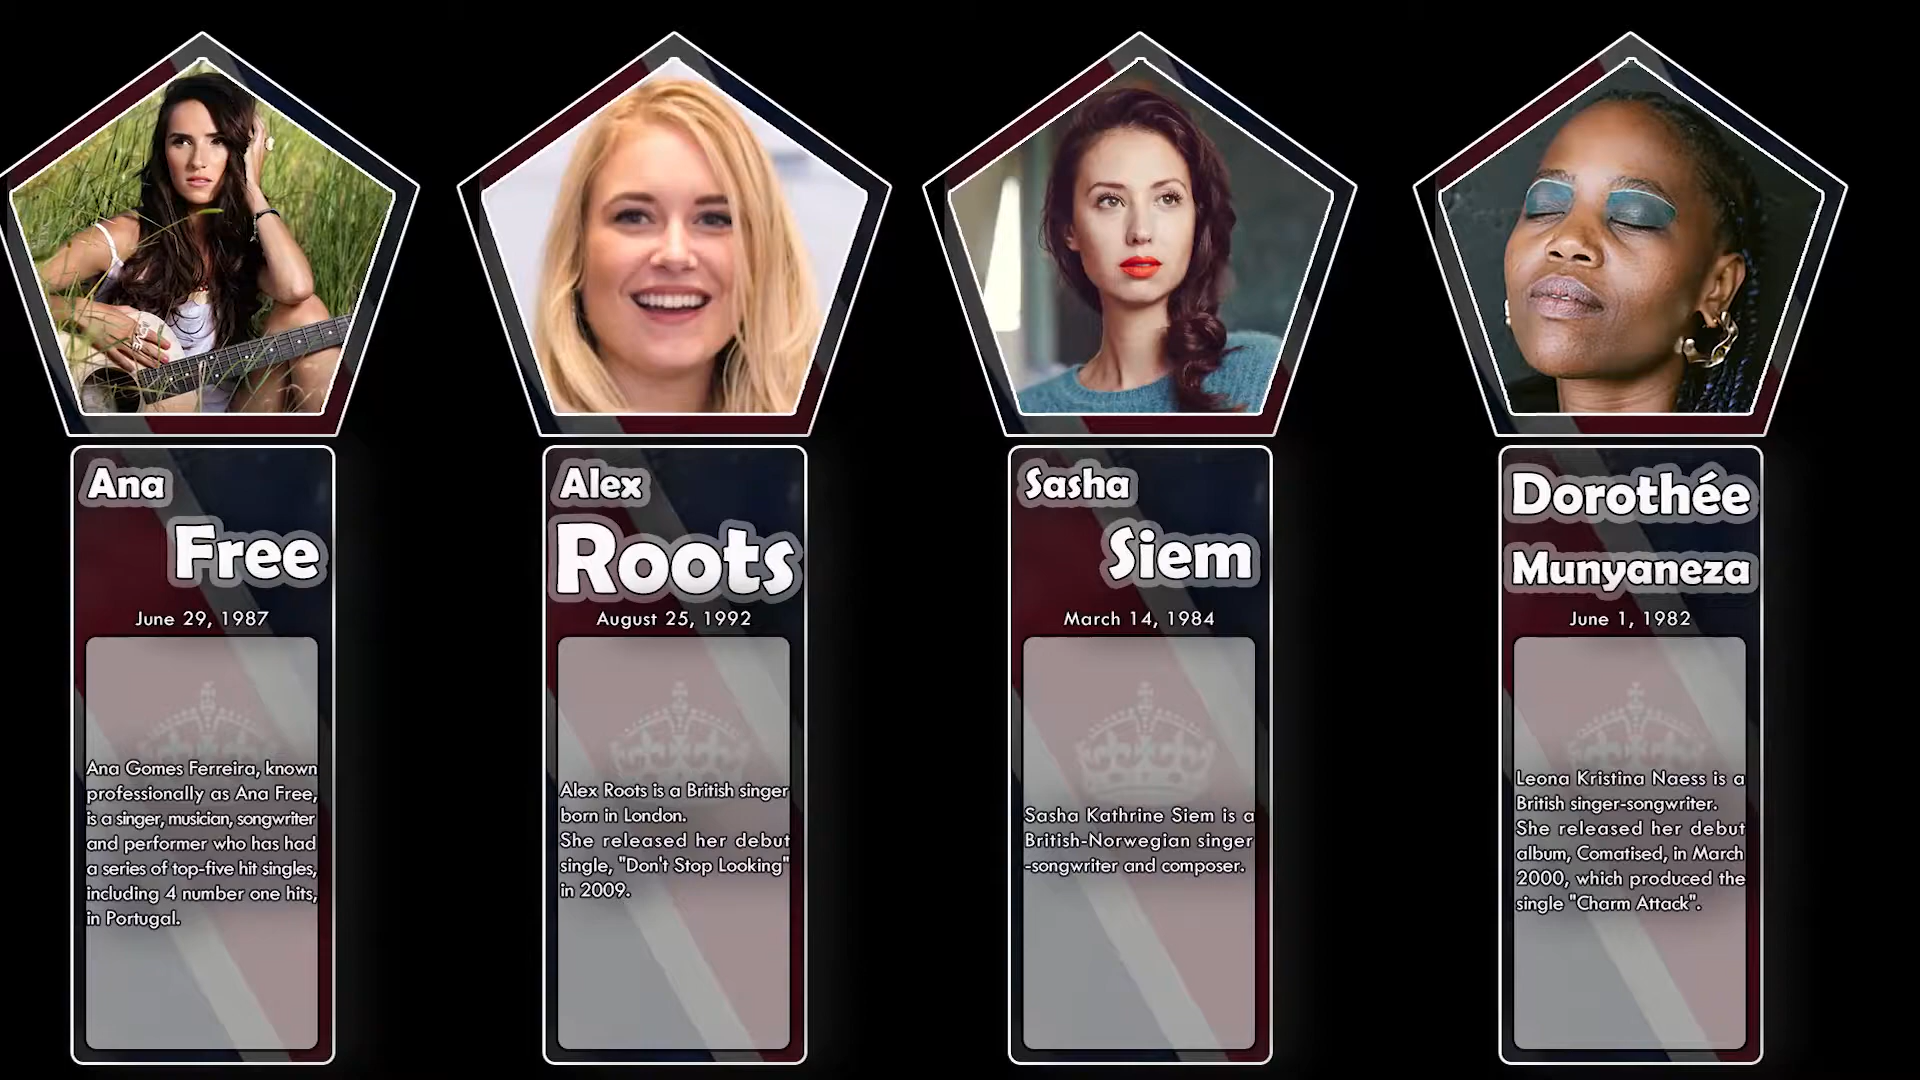 Ana
Free
June 29, 1987
Ana Gomes Ferreira, known
professionally as Ana Free,
is a singer, musician, songwriter
and performer who has had
a series of top-five hit singles,
including 4 number one hits,
in Portugal.
Alex
Roots
August 25, 1992
Alex Roots is a British singer
born in London.
She released her debut
single, "Don't Stop Looking"
in 2009.
Sasha
Siem
March 14, 1984
Sasha Kathrine Siem is a
British-Norwegian singer
-songwriter and composer.
Dorothée
Munyaneza
June 1, 1982
Leona Kristina Naess is a
British singer-songwriter.
She released her debut
album, Comatised, in March
2000, which produced the
single "Charm Attack".